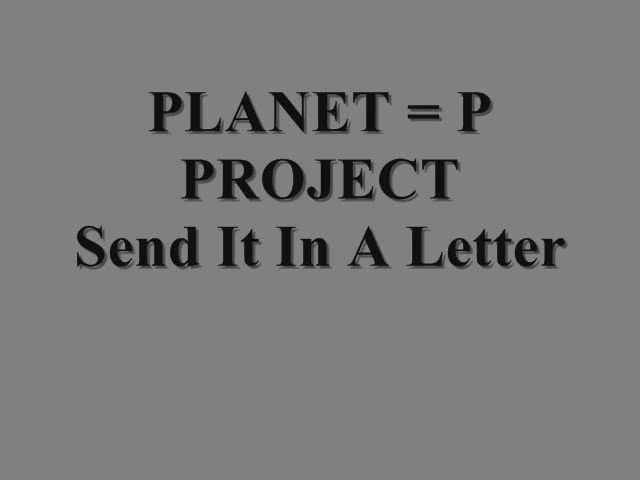 PLANET = P
PROJECT
Send It In A Letter